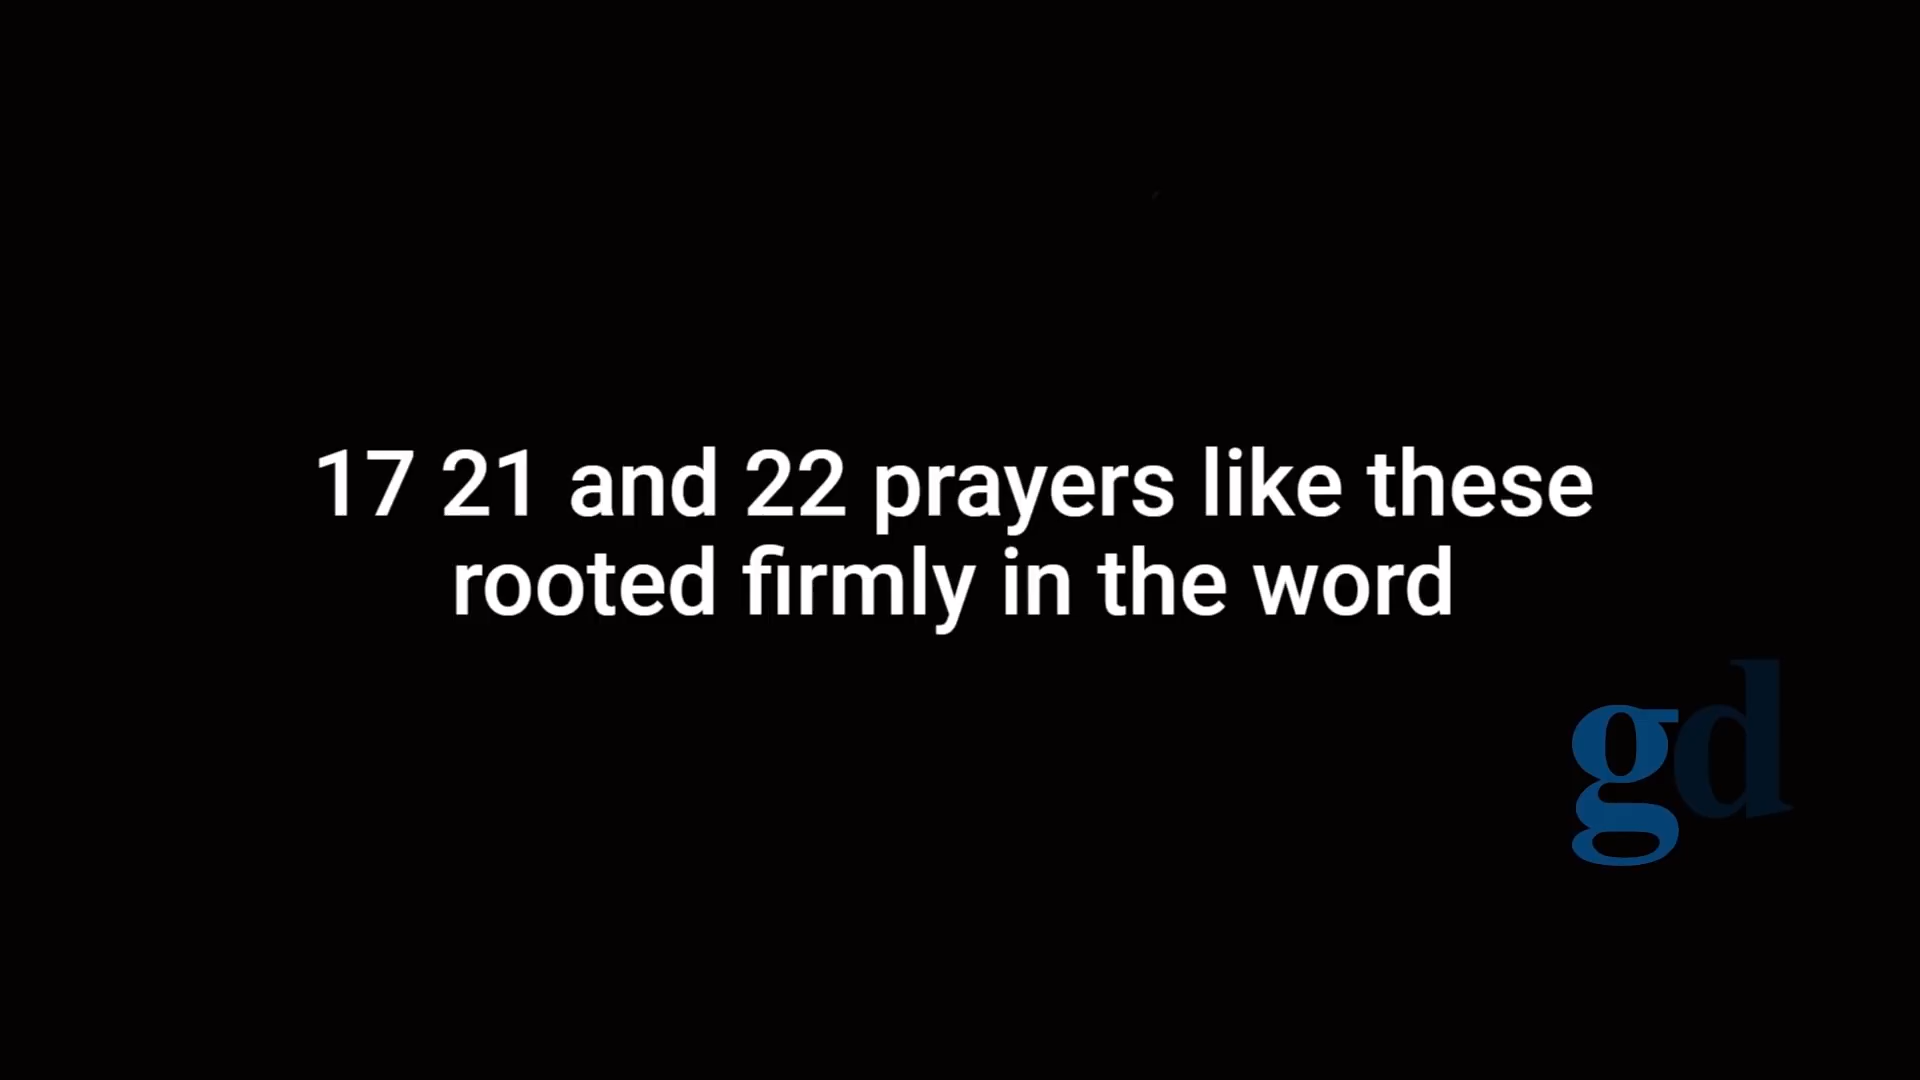 17 21 and 22 prayers like these
rooted firmly in the word
gd